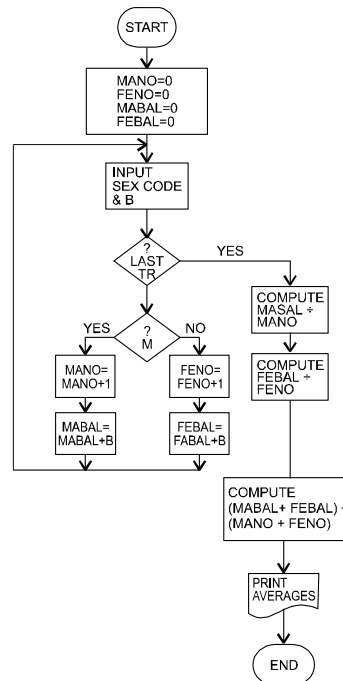 START
MANO=0
FENO=0
MABAL=0
FEBAL=0
INPUT
SEX CODE
& B
?
LAST
TR
YES
?
M
YES
NO
MANO=
MANO+1
FENO=
FENO+1
MABAL=
MABAL+B
FEBAL=
FABAL+B
COMPUTE
MASAL ÷
MANO
COMPUTE
FEBAL ÷
FENO
COMPUTE
(MABAL+ FEBAL)
(MANO + FENO)
PRINT
AVERAGES
END